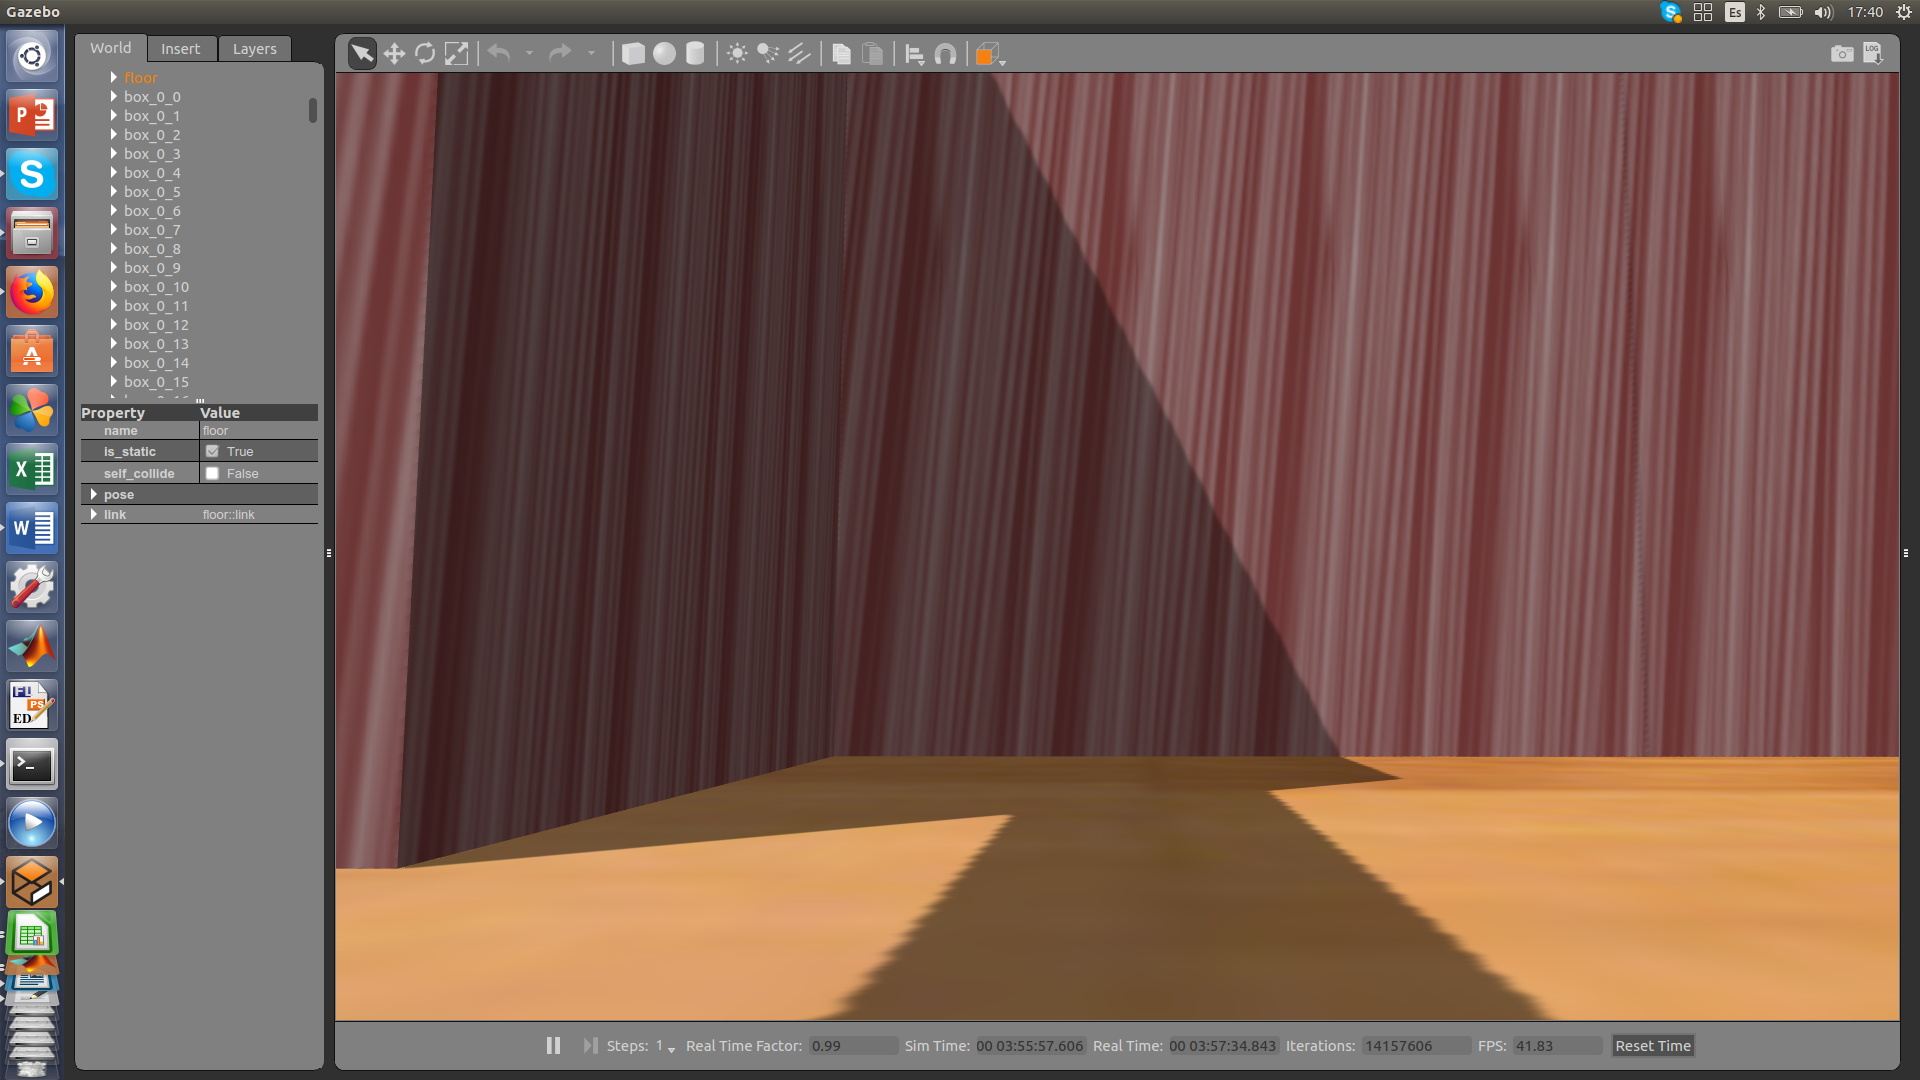 Gazebo
Es
17:40
World
Insert
Layers
LOG
floor
box_0_0
box_0_1
box_0_2
box_0_3
box_0_4
box_0_5
box_0_6
box_0_7
box_0_8
box_0_9
box_0_10
box_0_11
box_0_12
box_0_13
box_0_14
box_0_15
Property Value
name floor
is_static True
self_collide False
pose
link floor::link
Steps: 1 Real Time Factor: 0.99 Sim Time: 00 03:55:57.606 Real Time: 00 03:57:34.843 Iterations: 14157606 FPS: 41.83 Reset Time